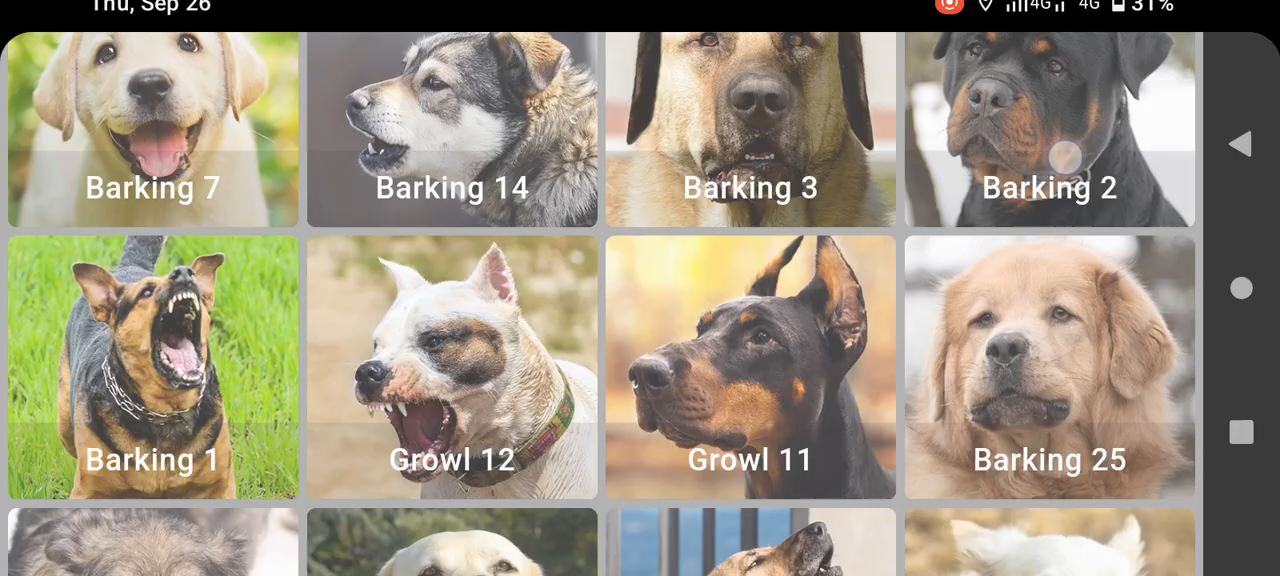 Thu, Sep 26
4G 4G 31%
Barking 7
Barking 14
Barking 3
Barking 2
Barking 1
Growl 12
Growl 11
Barking 25